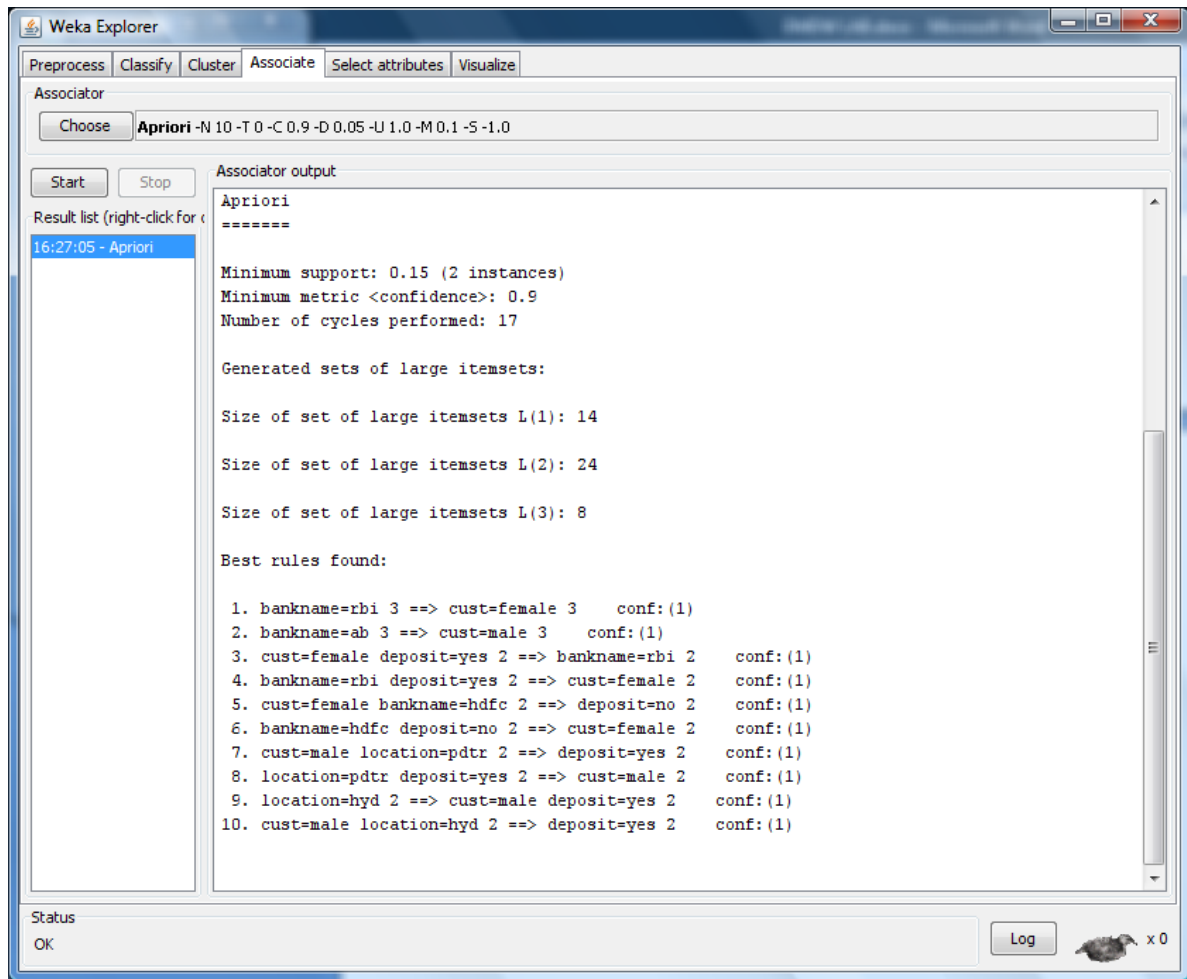 Weka Explorer
Preprocess Classify Cluster Associate Select attributes Visualize
Associator
Choose Apriori -N 10 -T 0 -C 0.9 -D 0.05 -U 1.0 -M 0.1 -S -1.0
Start Stop
Result list (right-click for
16:27:05 - Apriori
Associator output
Apriori
=======
Minimum support: 0.15 (2 instances)
Minimum metric <confidence>: 0.9
Number of cycles performed: 17
Generated sets of large itemsets:
Size of set of large itemsets L(1): 14
Size of set of large itemsets L(2): 24
Size of set of large itemsets L(3): 8
Best rules found:
1. bankname=rbi 3 ==> cust=female 3 conf:(1)
2. bankname=ab 3 ==> cust=male 3 conf:(1)
3. cust=female deposit=yes 2 ==> bankname=rbi 2 conf:(1)
4. bankname=rbi deposit=yes 2 ==> cust=female 2 conf:(1)
5. cust=female bankname=hdfc 2 ==> deposit=no 2 conf:(1)
6. bankname=hdfc deposit=no 2 ==> cust=female 2 conf:(1)
7. cust=male location=pdtr 2 ==> deposit=yes 2 conf:(1)
8. location=pdtr deposit=yes 2 ==> cust=male 2 conf:(1)
9. location=hyd 2 ==> cust=male deposit=yes 2 conf:(1)
10. cust=male location=hyd 2 ==> deposit=yes 2 conf:(1)
Status
OK
Log
x 0